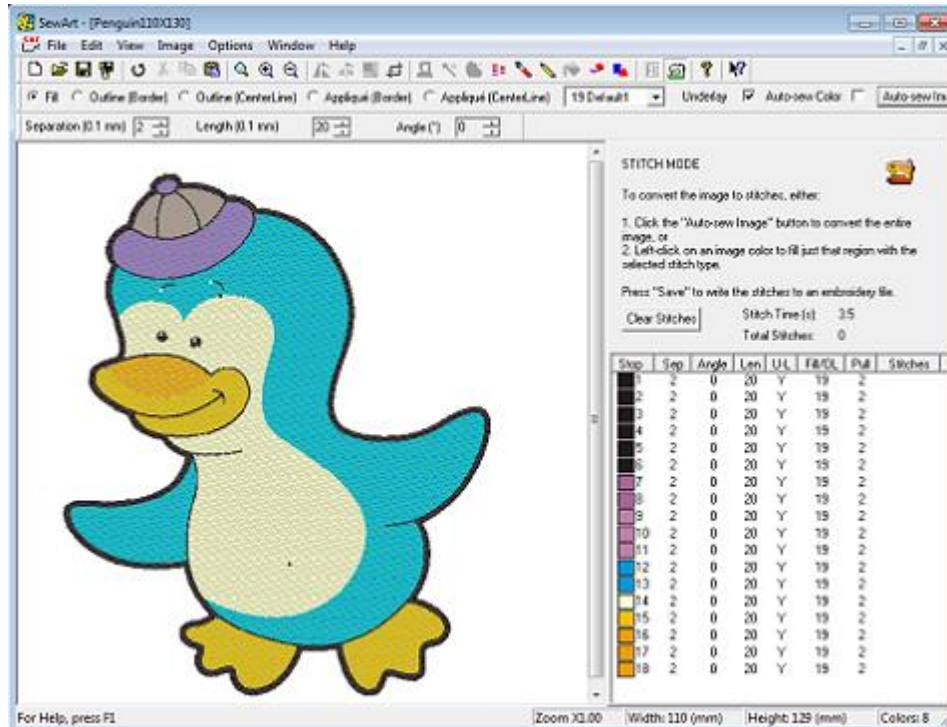 SewArt - [Penguin110X130]
File Edit View Image Options Window Help
Fill Outline (Border) Outline (CenterLine) Appliqué (Border) Appliqué (CenterLine) 19 Default Underlay Auto-sew Color Auto-sew Im
Separation (0.1 mm) 2 Length (0.1 mm) 20 Angle (°) 0
STITCH MODE
To convert the image to stitches, either:
1. Click the "Auto-sew Image" button to convert the entire
image, or
2. Left-click on an image color to fill just that region with the
selected stitch type.
Press "Save" to write the stitches to an embroidery file.
Clear Stitches Stitch Time (s) 3.5
Total Stitches: 0
Stop Sep Angle Len U-L Fill/OL Pull Stitches
1 2 0 20 Y 19 2
2 2 0 20 Y 19 2
3 2 0 20 Y 19 2
4 2 0 20 Y 19 2
5 2 0 20 Y 19 2
6 2 0 20 Y 19 2
7 2 0 20 Y 19 2
8 2 0 20 Y 19 2
9 2 0 20 Y 19 2
10 2 0 20 Y 19 2
11 2 0 20 Y 19 2
12 2 0 20 Y 19 2
13 2 0 20 Y 19 2
14 2 0 20 Y 19 2
15 2 0 20 Y 19 2
16 2 0 20 Y 19 2
17 2 0 20 Y 19 2
18 2 0 20 Y 19 2
For Help, press F1 Zoom X1.00 Width: 110 (mm) Height: 129 (mm) Colors: 8